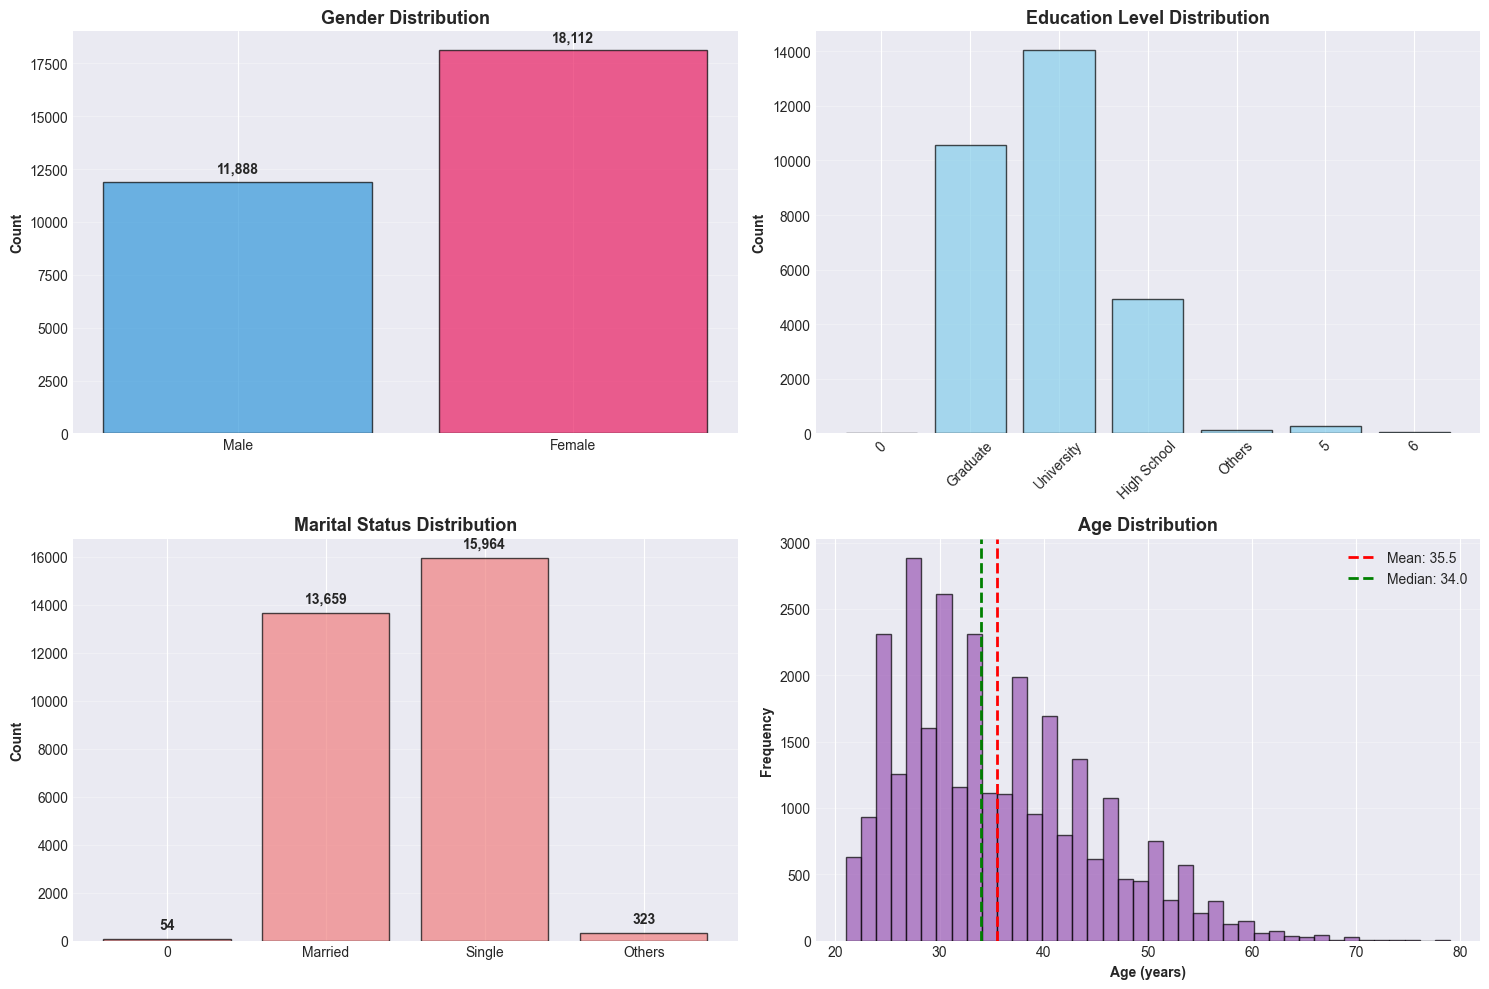 Gender Distribution
18,112
11,888
Count
17500
15000
12500
10000
7500
5000
2500
0
Male Female
Education Level Distribution
Count
14000
12000
10000
8000
6000
4000
2000
0
0 Graduate University High School Others 5 6
Marital Status Distribution
15,964
13,659
54
323
Count
16000
14000
12000
10000
8000
6000
4000
2000
0
0 Married Single Others
Age Distribution
Mean: 35.5
Median: 34.0
Frequency
3000
2500
2000
1500
1000
500
0
20 30 40 50 60 70 80
Age (years)